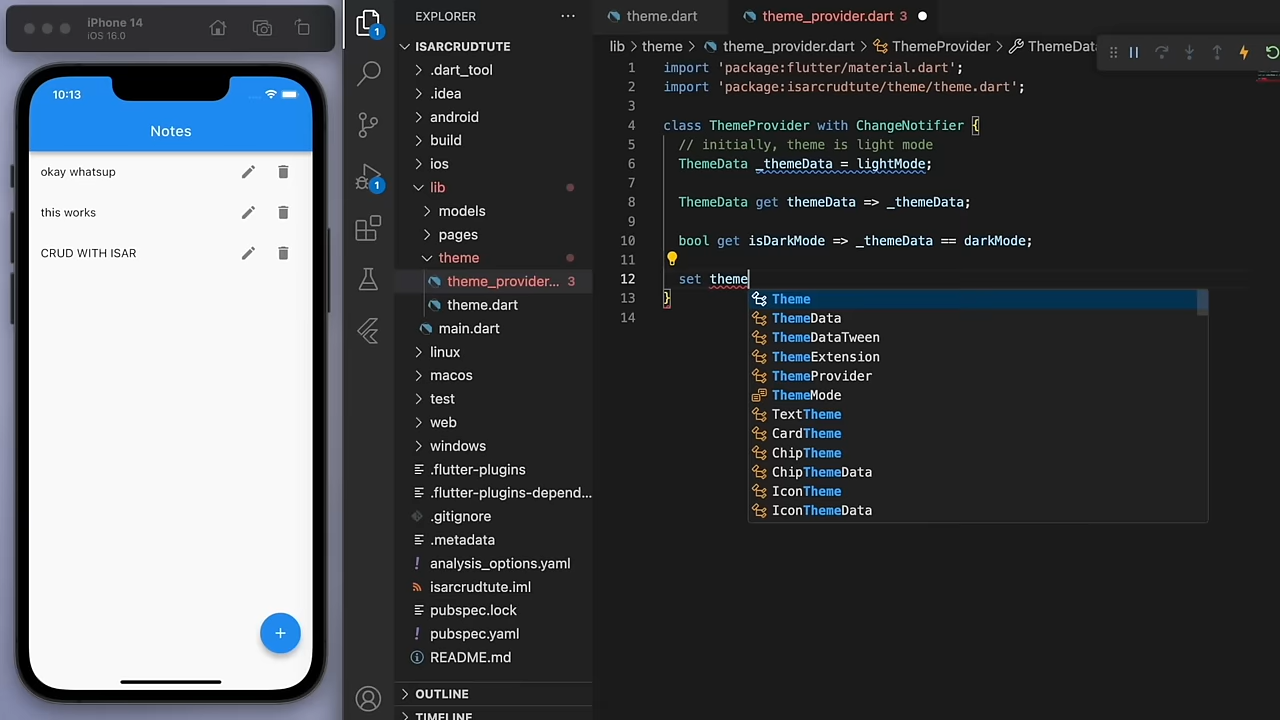 iPhone 14
iOS 16.0
10:13
Notes
okay whatsup
this works
CRUD WITH ISAR
+
1
1
EXPLORER
ISARCRUDTUTE
.dart_tool
.idea
android
build
ios
lib
models
pages
theme
theme_provider... 3
theme.dart
main.dart
linux
macos
test
web
windows
.flutter-plugins
.flutter-plugins-depend...
.gitignore
.metadata
! analysis_options.yaml
isarcrudtute.iml
pubspec.lock
! pubspec.yaml
README.md
OUTLINE
TIMELINE
theme.dart
theme_provider.dart 3
lib > theme > theme_provider.dart > ThemeProvider > ThemeData
1 import 'package:flutter/material.dart';
2 import 'package:isarcrudtute/theme/theme.dart';
3
4 class ThemeProvider with ChangeNotifier {
5 // initially, theme is light mode
6 ThemeData _themeData = lightMode;
7
8 ThemeData get themeData => _themeData;
9
10 bool get isDarkMode => _themeData == darkMode;
11
12 set theme
13 }
14
Theme
ThemeData
ThemeDataTween
ThemeExtension
ThemeProvider
ThemeMode
TextTheme
CardTheme
ChipTheme
ChipThemeData
IconTheme
IconThemeData